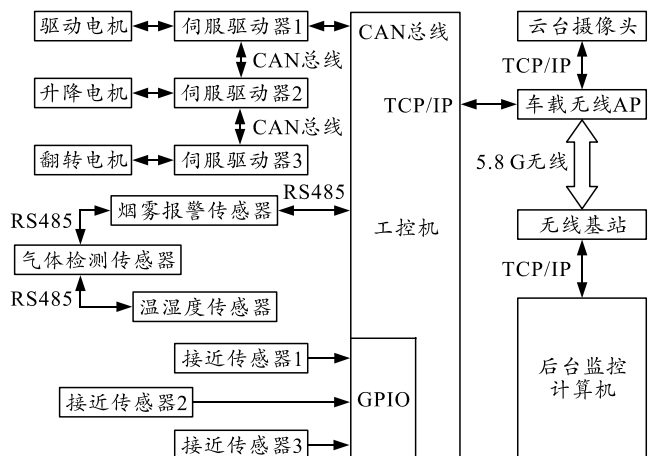 驱动电机
伺服驱动器1
CAN总线
云台摄像头
CAN总线
TCP/IP
升降电机
伺服驱动器2
TCP/IP
车载无线AP
CAN总线
翻转电机
伺服驱动器3
5.8 G无线
RS485
烟雾报警传感器
RS485
工控机
无线基站
气体检测传感器
TCP/IP
RS485
温湿度传感器
接近传感器1
后台监控
计算机
接近传感器2
GPIO
接近传感器3